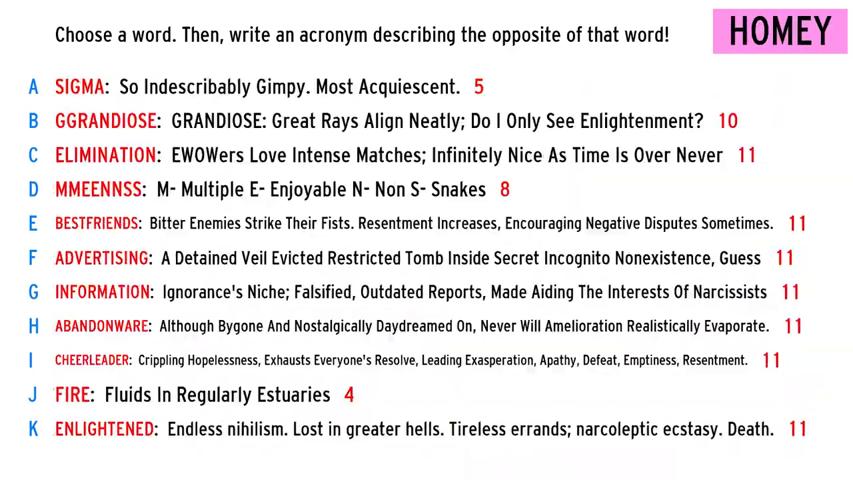 Choose a word. Then, write an acronym describing the opposite of that word!
HOMEY
A SIGMA: So Indescribably Gimpy. Most Acquiescent. 5
B GGRANDIOSE: GRANDIOSE: Great Rays Align Neatly; Do I Only See Enlightenment? 10
C ELIMINATION: EWOWers Love Intense Matches; Infinitely Nice As Time Is Over Never 11
D MMEENNSS: M- Multiple E- Enjoyable N- Non S- Snakes 8
E BESTFRIENDS: Bitter Enemies Strike Their Fists. Resentment Increases, Encouraging Negative Disputes Sometimes. 11
F ADVERTISING: A Detained Veil Evicted Restricted Tomb Inside Secret Incognito Nonexistence, Guess 11
G INFORMATION: Ignorance's Niche; Falsified, Outdated Reports, Made Aiding The Interests Of Narcissists 11
H ABANDONWARE: Although Bygone And Nostalgically Daydreamed On, Never Will Amelioration Realistically Evaporate. 11
I CHEERLEADER: Crippling Hopelessness, Exhausts Everyone's Resolve, Leading Exasperation, Apathy, Defeat, Emptiness, Resentment. 11
J FIRE: Fluids In Regularly Estuaries 4
K ENLIGHTENED: Endless nihilism. Lost in greater hells. Tireless errands; narcoleptic ecstasy. Death. 11